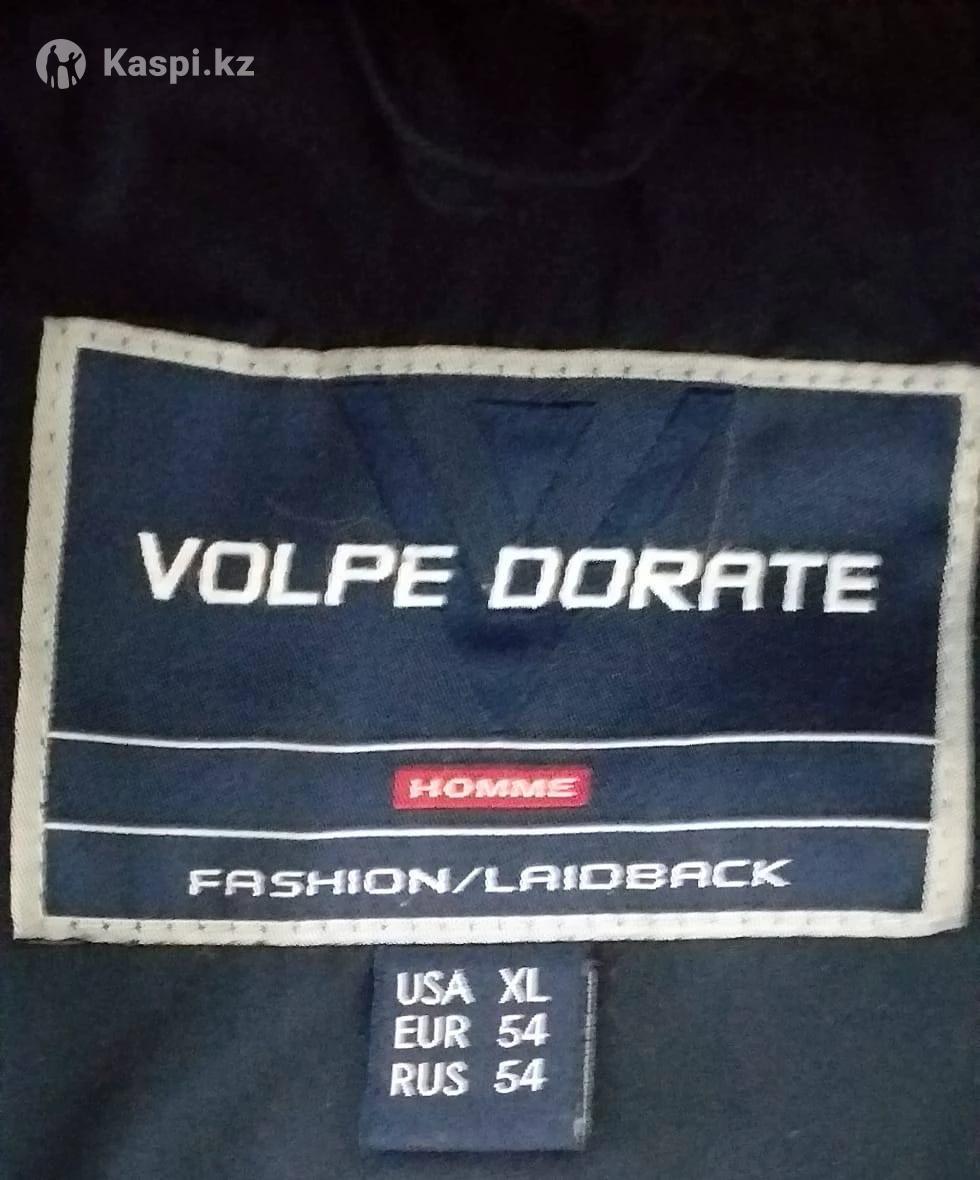 Kaspi.kz
VOLPE DORATE
HOMME
FASHION/LAIDBACK
USA XL
EUR 54
RUS 54